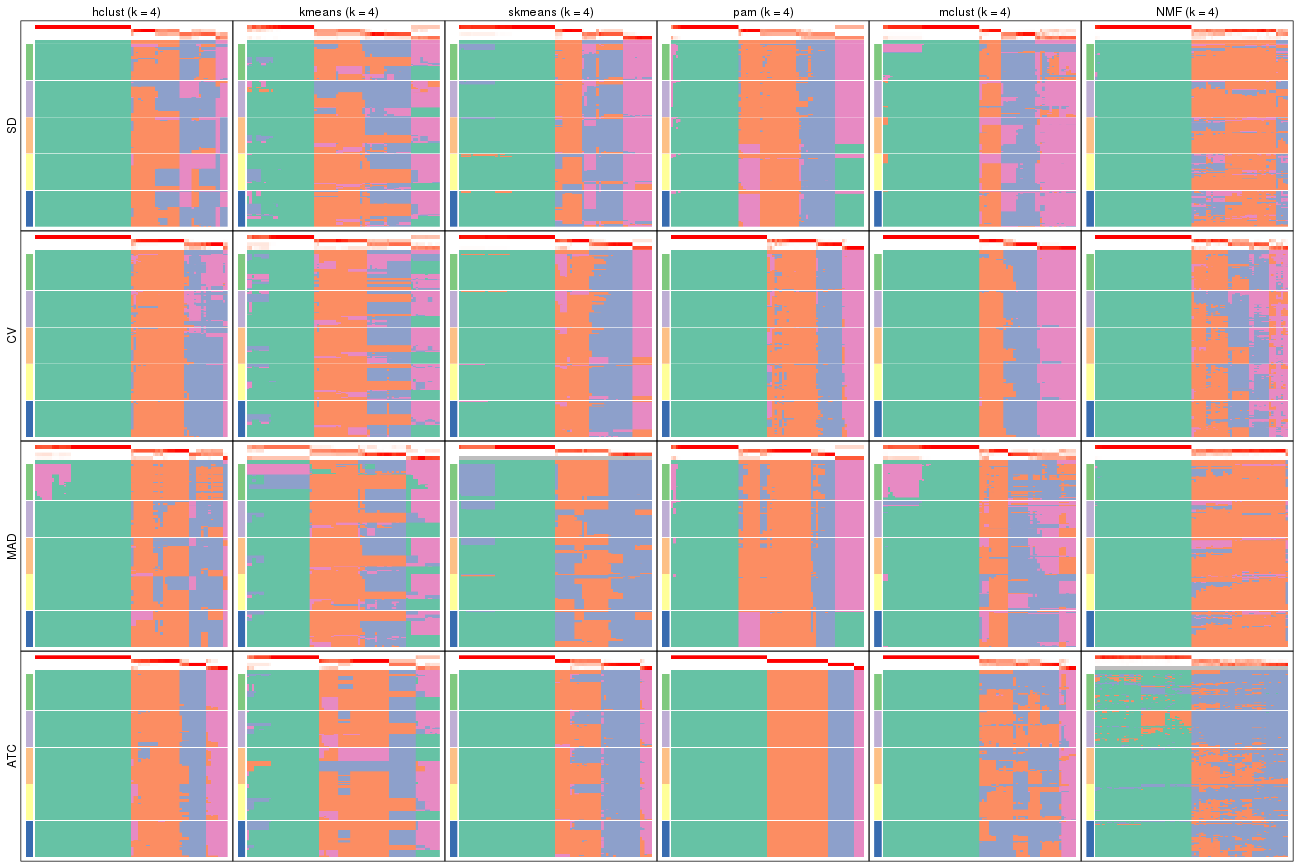 hclust (k = 4) kmeans (k = 4) skmeans (k = 4) pam (k = 4) mclust (k = 4) NMF (k = 4)
SD
CV
MAD
ATC